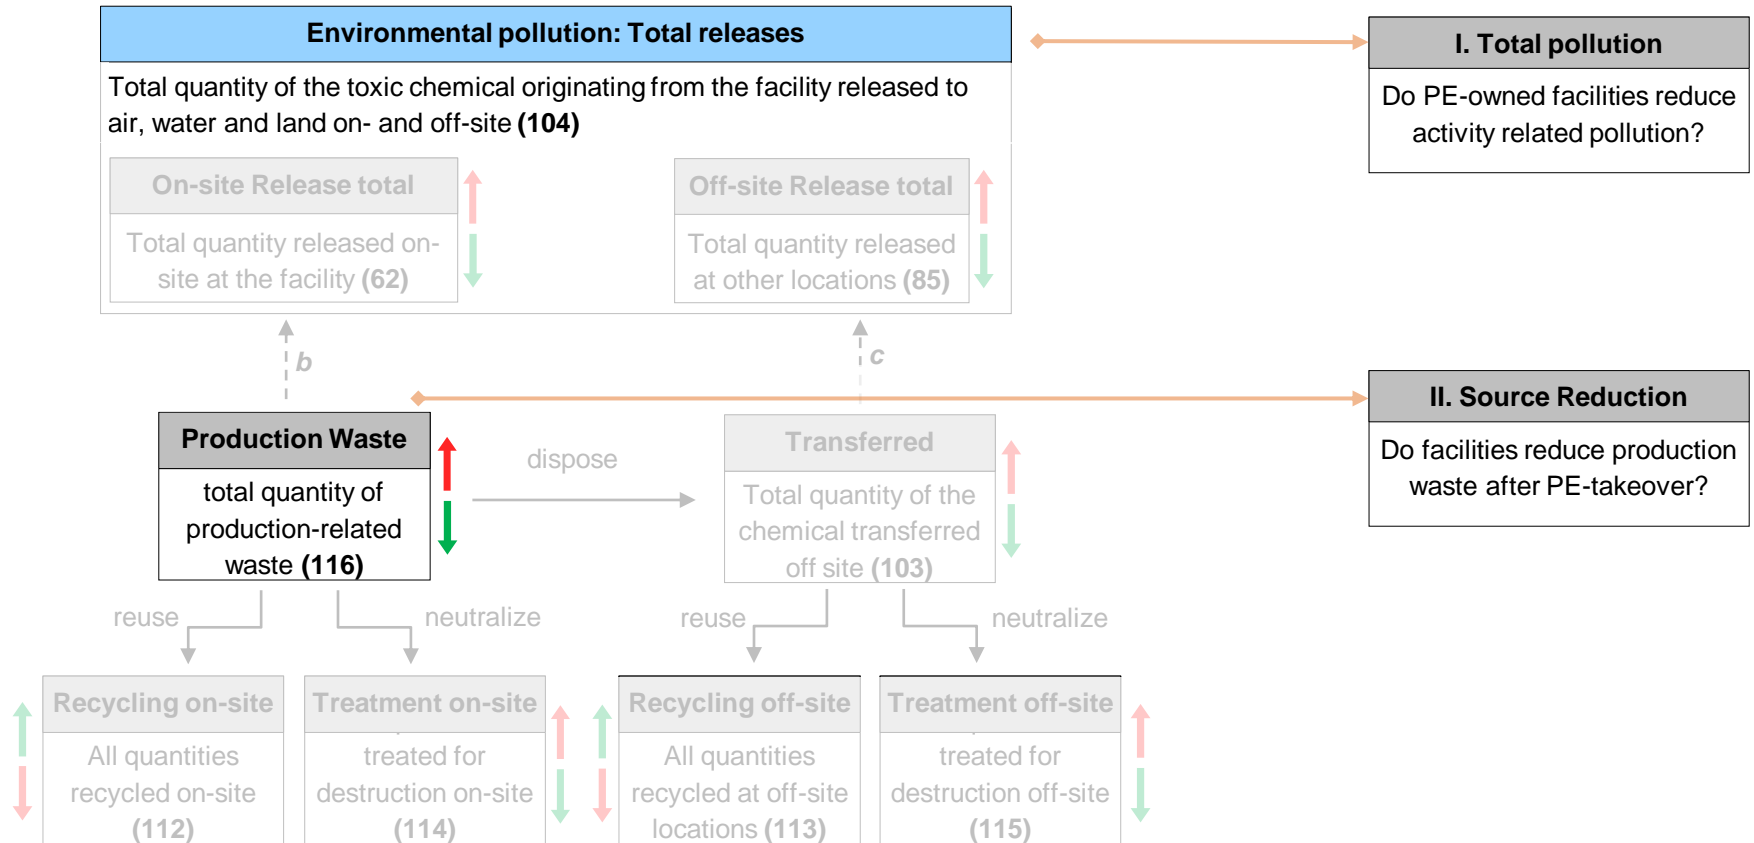 Environmental pollution: Total releases
Total quantity of the toxic chemical originating from the facility released to
air, water and land on- and off-site (104)
On-site Release total
Total quantity released on-
site at the facility (62)
Off-site Release total
Total quantity released
at other locations (85)
I. Total pollution
Do PE-owned facilities reduce
activity related pollution?
b
c
Production Waste
total quantity of
production-related
waste (116)
dispose
Transferred
Total quantity of the
chemical transferred
off site (103)
II. Source Reduction
Do facilities reduce production
waste after PE-takeover?
reuse
neutralize
reuse
neutralize
Recycling on-site
All quantities
recycled on-site
(112)
Treatment on-site
treated for
destruction on-site
(114)
Recycling off-site
All quantities
recycled at off-site
locations (113)
Treatment off-site
treated for
destruction off-site
(115)